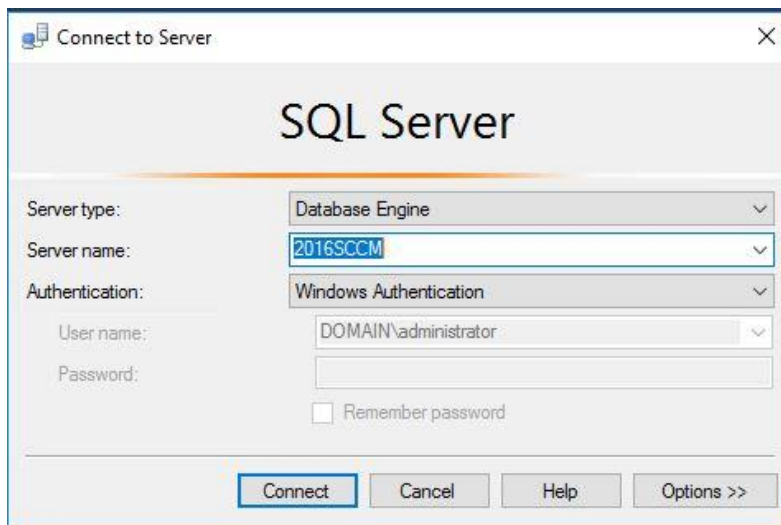 Connect to Server
SQL Server
Server type: Database Engine
Server name: 2016SCCM
Authentication: Windows Authentication
User name: DOMAIN\administrator
Password:
Remember password
Connect Cancel Help Options >>